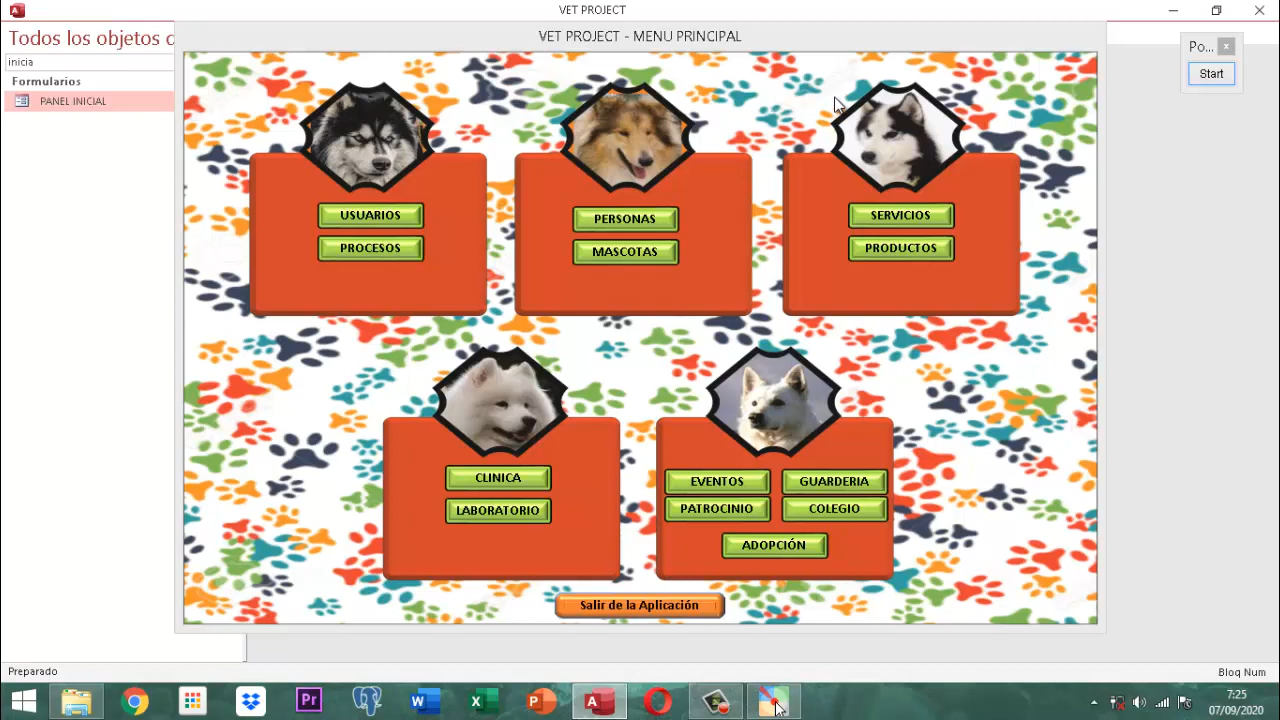 VET PROJECT
Todos los objetos d
inicia
Formularios
PANEL INICIAL
VET PROJECT - MENU PRINCIPAL
Po...
Start
USUARIOS
PROCESOS
PERSONAS
MASCOTAS
SERVICIOS
PRODUCTOS
CLINICA
LABORATORIO
EVENTOS
GUARDERIA
PATROCINIO
COLEGIO
ADOPCIÓN
Salir de la Aplicación
Preparado
Bloq Num
7:25
07/09/2020